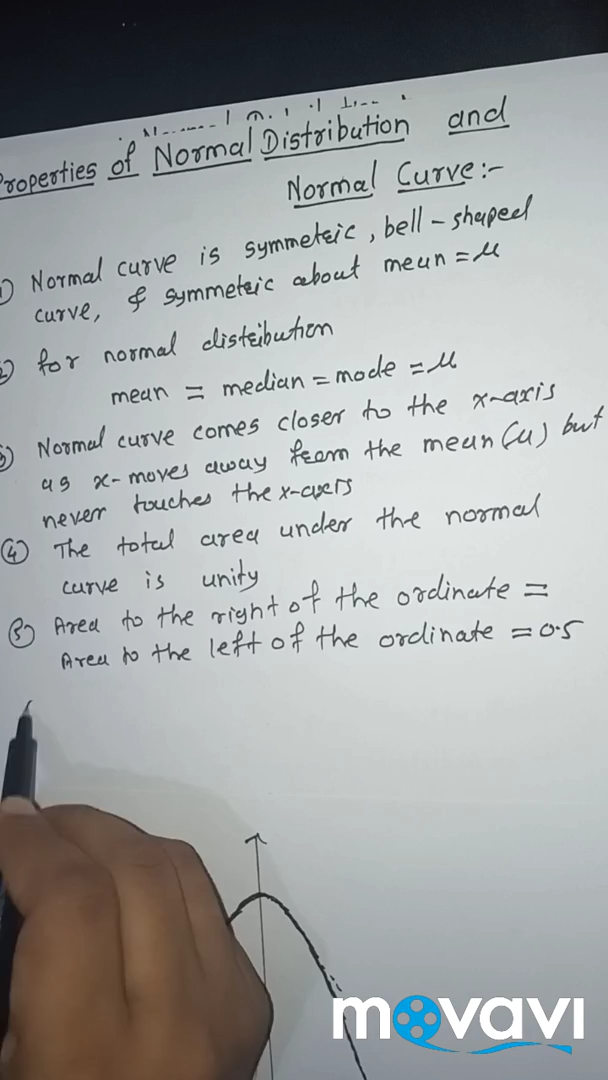 Properties of Normal Distribution and
Normal Curve:-
1) Normal curve is symmetric, bell-shaped
curve, & symmetric about mean = μ
2) for normal distribution
mean = median = mode = μ
3) Normal curve comes closer to the x-axis
as x-moves away from the mean (μ) but
never touches the x-axis
4) The total area under the normal
curve is unity
5) Area to the right of the ordinate =
Area to the left of the ordinate = 0.5
movavi